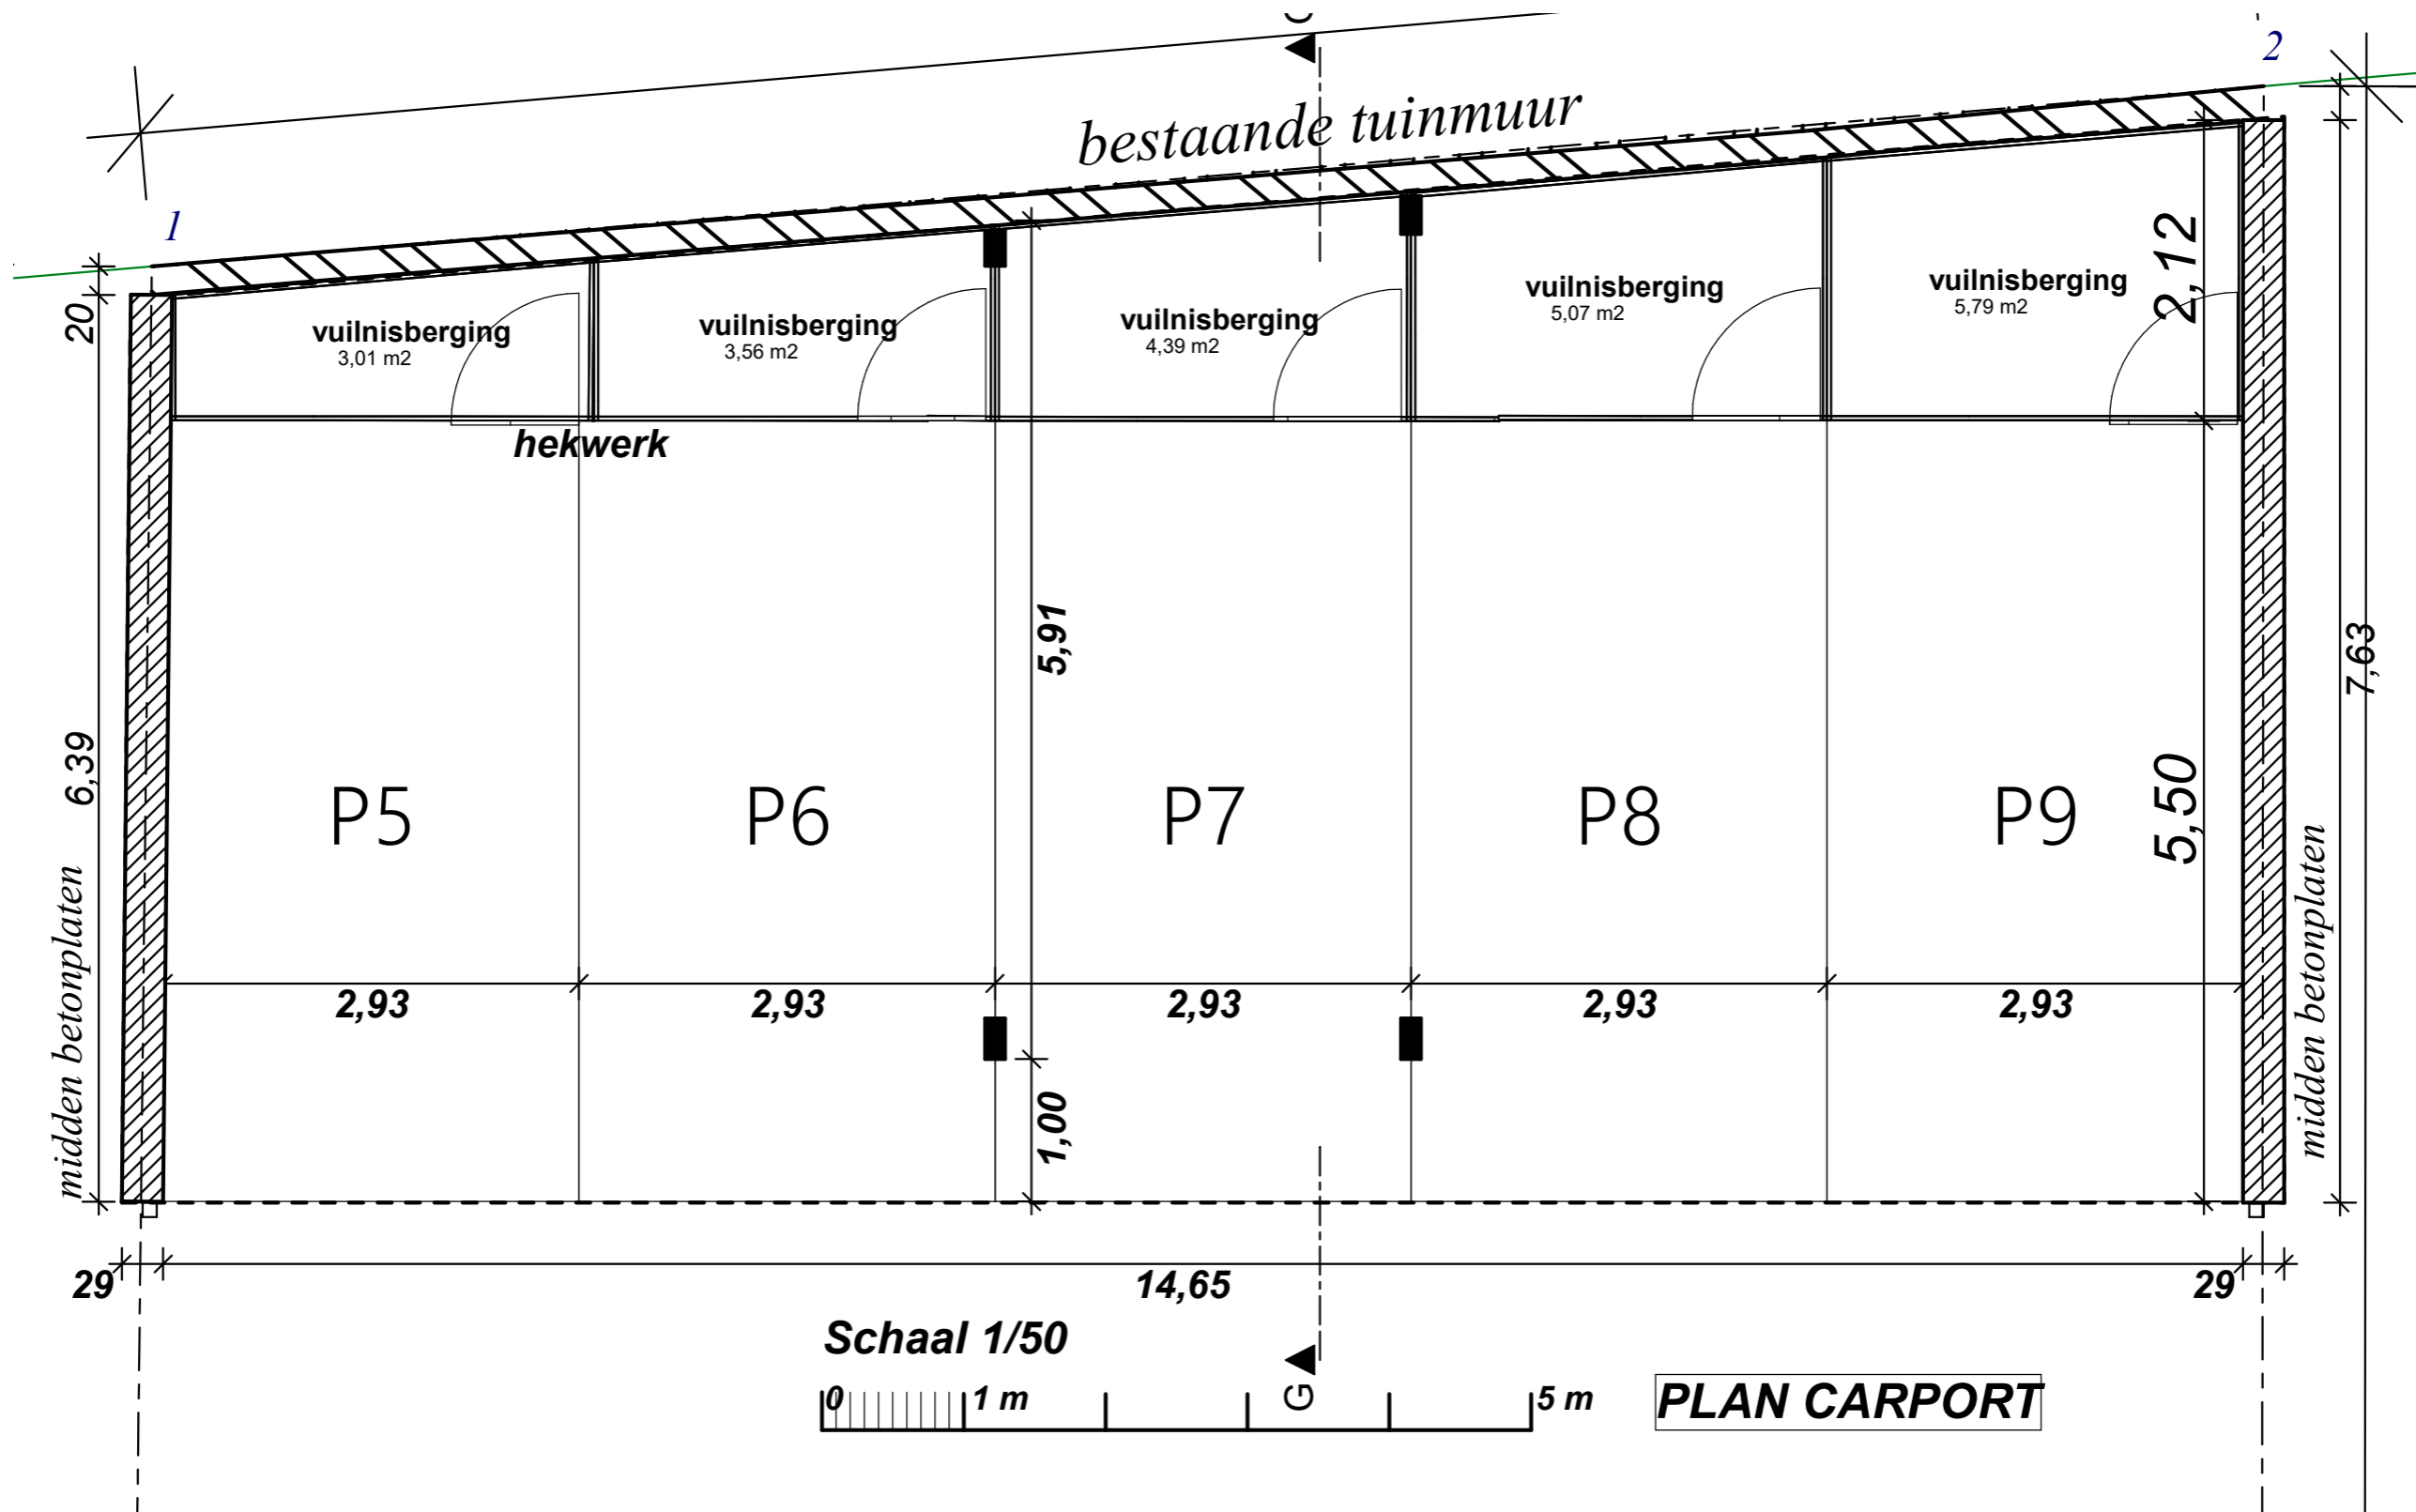 2
bestaande tuinmuur
1
20
2,12
vuilnisberging
3,01 m2
vuilnisberging
3,56 m2
vuilnisberging
4,39 m2
vuilnisberging
5,07 m2
vuilnisberging
5,79 m2
hekwerk
5,91
7,63
6,39
5,50
P5
P6
P7
P8
P9
midden betonplaten
midden betonplaten
2,93
2,93
2,93
2,93
2,93
1,00
29
14,65
29
Schaal 1/50
0
1 m
5 m
G
PLAN CARPORT